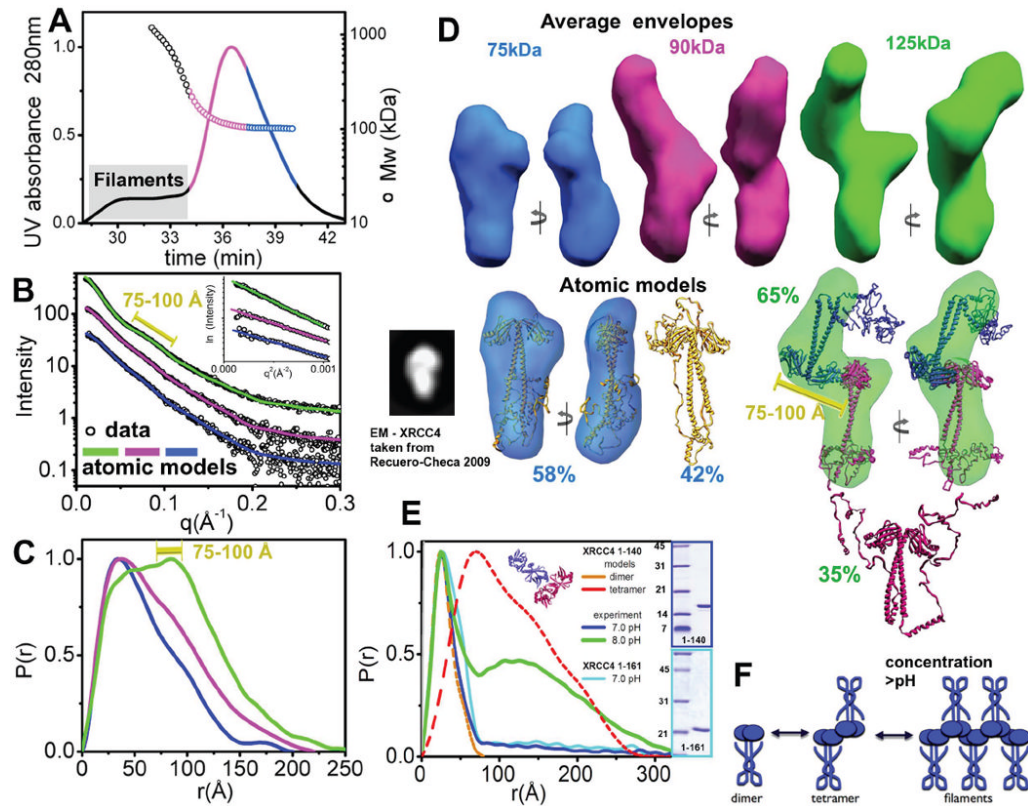 A
UV absorbance 280nm
1.0
0.5
0.0
Filaments
30
33
36
39
42
time (min)
1000
100
10
Mw (kDa)
B
75-100 Å
Intensity
100
10
1
0.1
data
atomic models
0.0
0.1
0.2
0.3
q(Å⁻¹)
ln (Intensity)
0.000
0.001
q²(Å⁻²)
C
75-100 Å
P(r)
1.0
0.5
0.0
0
50
100
150
200
250
r(Å)
D
Average envelopes
75kDa
90kDa
125kDa
Atomic models
EM - XRCC4
taken from
Recuero-Checa 2009
58%
42%
65%
75-100 Å
35%
E
P(r)
1.0
0.5
0.0
0
100
200
300
r(Å)
XRCC4 1-140
models
dimer
tetramer
experiment
7.0 pH
8.0 pH
XRCC4 1-161
7.0 pH
45
31
21
14
7
1-140
45
31
21
1-161
F
concentration
>pH
dimer
tetramer
filaments